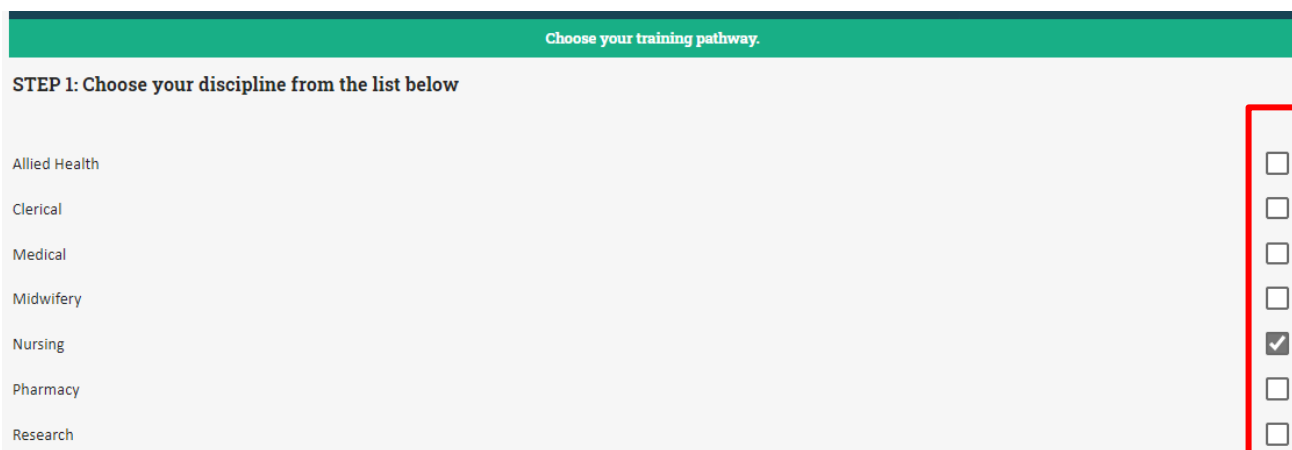 Choose your training pathway.
STEP 1: Choose your discipline from the list below
Allied Health
Clerical
Medical
Midwifery
Nursing
Pharmacy
Research